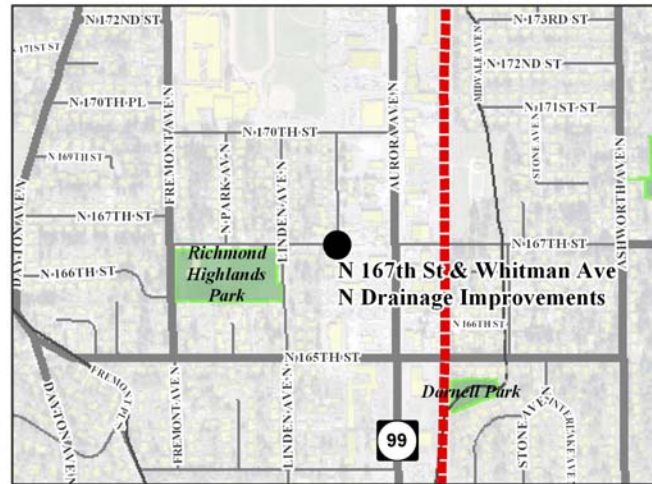 N 172ND ST
N 173RD ST
N 171ST ST
MIDVALE AVE N
N 172ND ST
N 170TH PL
FREMONT AVE N
AURORA AVE N
N 171ST ST
N 170TH ST
N PARK AV N
STONE AVE N
N 169TH ST
LINDEN AVE N
ASHWORTH AVE N
DAYTON AVE N
N 167TH ST
N 167TH ST
Richmond
Highlands
Park
N 166TH ST
N 167th St & Whitman Ave
N Drainage Improvements
N 166TH ST
N 165TH ST
Darnell Park
FREMONT PL N
FREMONT AVE N
DAYTON AVE N
LINDEN AVE N
STONE AVE N
N INTERLAKE AVE
99